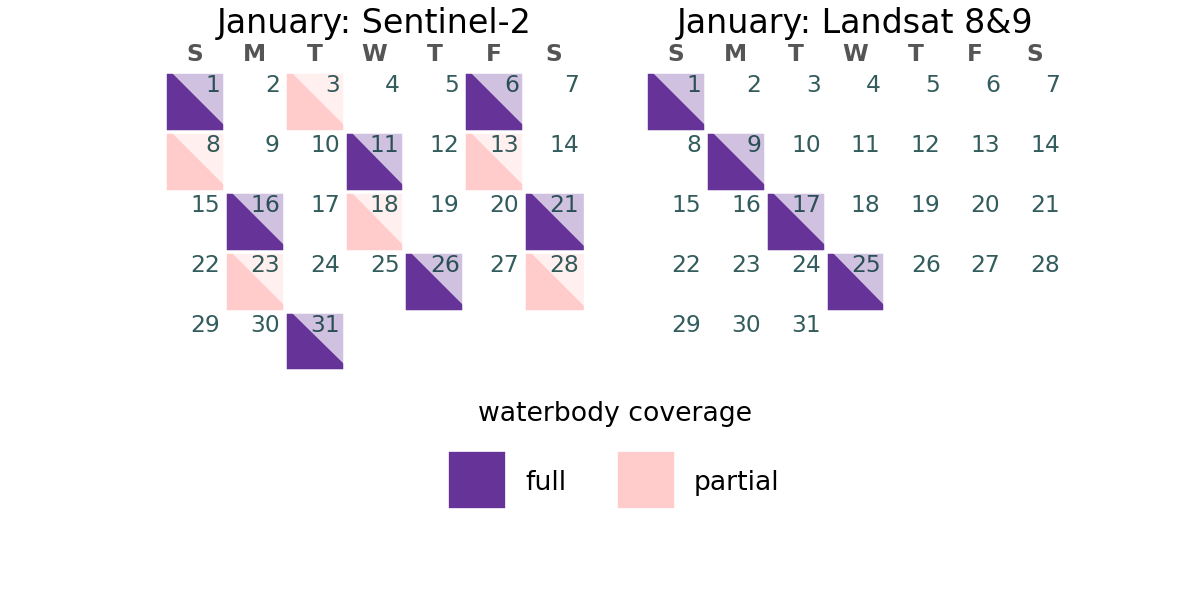 January: Sentinel-2
S M T W T F S
1 2 3 4 5 6 7
8 9 10 11 12 13 14
15 16 17 18 19 20 21
22 23 24 25 26 27 28
29 30 31
January: Landsat 8&9
S M T W T F S
1 2 3 4 5 6 7
8 9 10 11 12 13 14
15 16 17 18 19 20 21
22 23 24 25 26 27 28
29 30 31
waterbody coverage
full partial